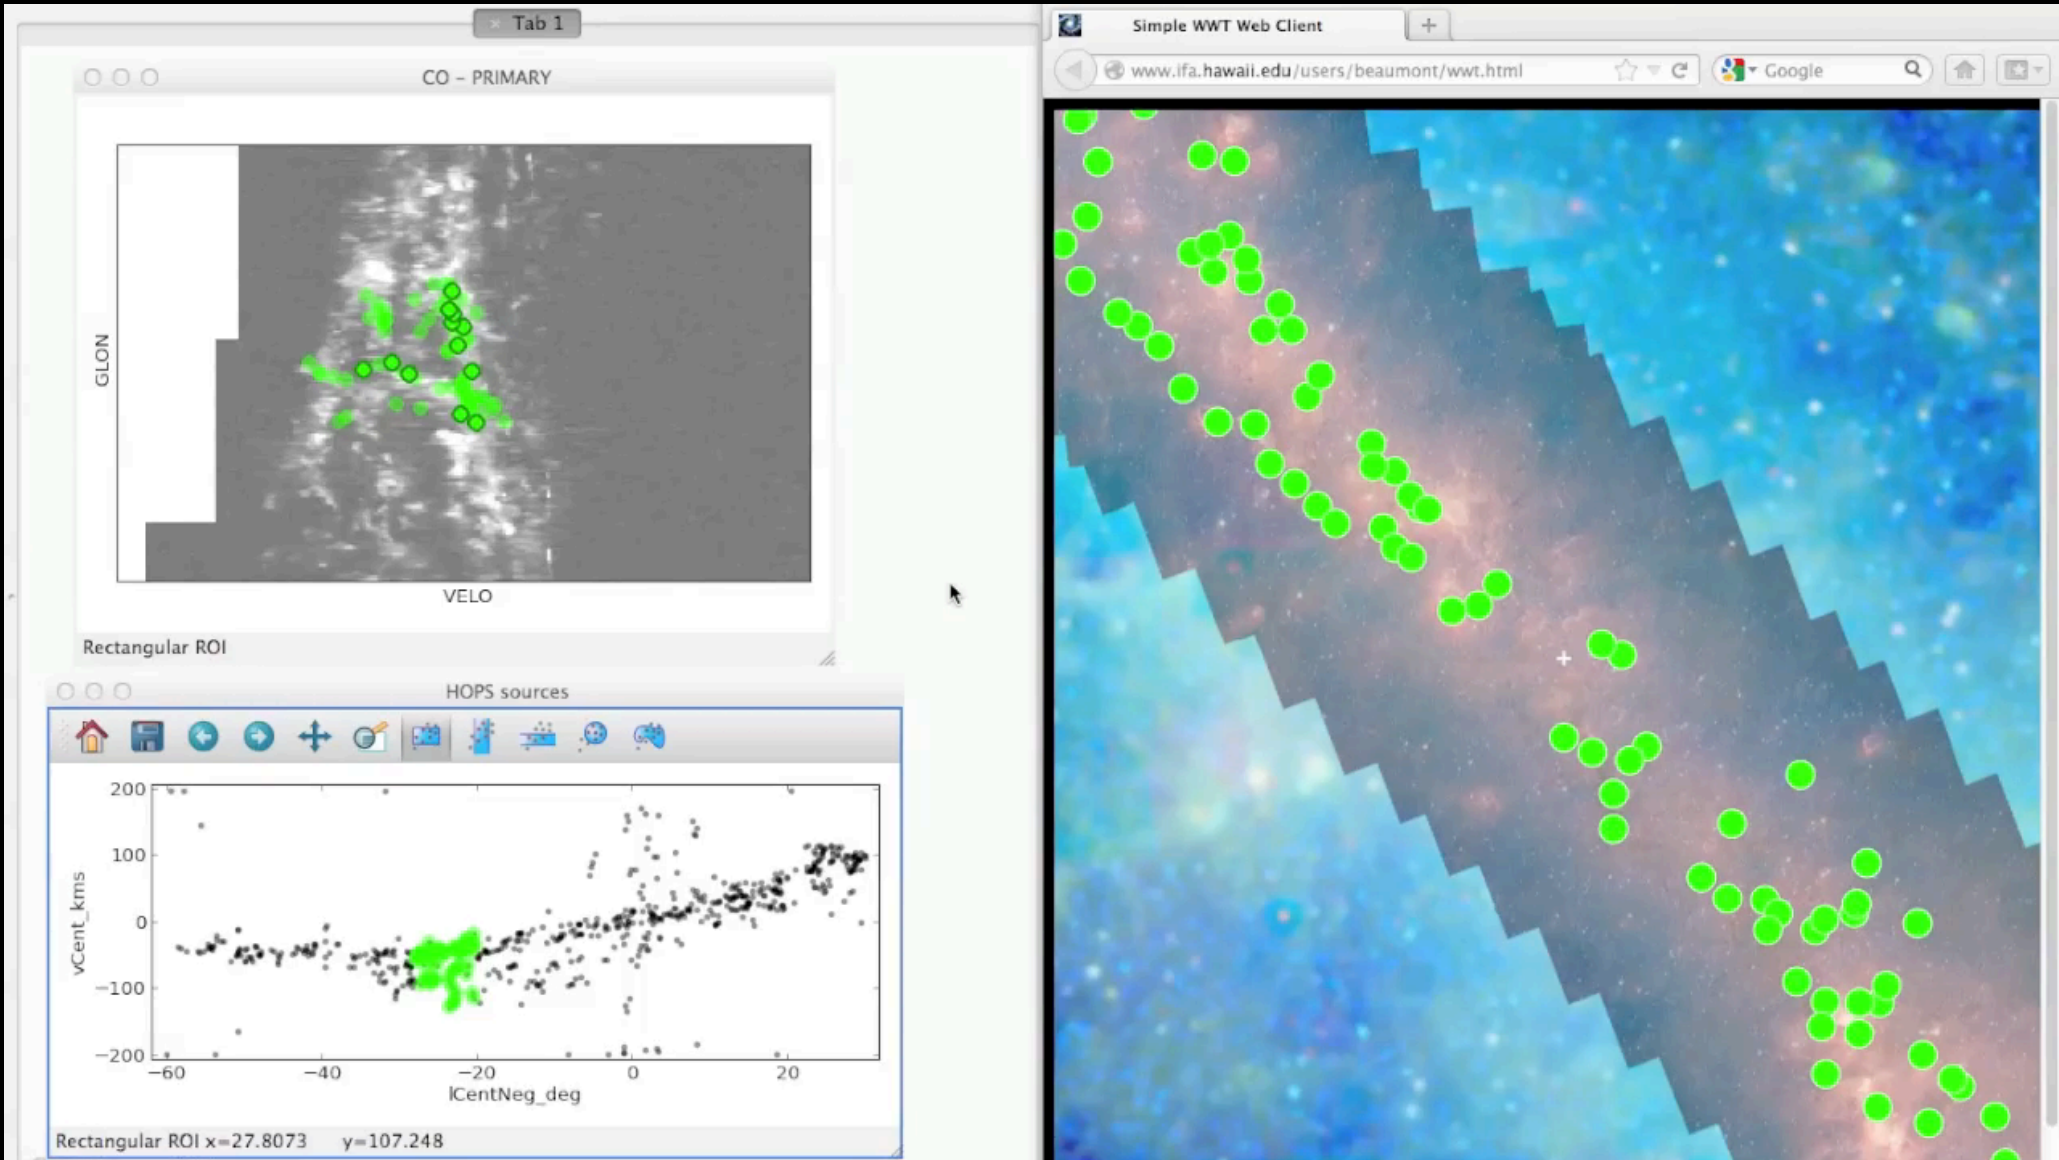 Tab 1
CO - PRIMARY
GLON
VELO
Rectangular ROI
HOPS sources
200
100
0
−100
−200
vCent_kms
−60 −40 −20 0 20
lCentNeg_deg
Rectangular ROI x=27.8073 y=107.248
Simple WWT Web Client
www.ifa.hawaii.edu/users/beaumont/wwt.html
Google